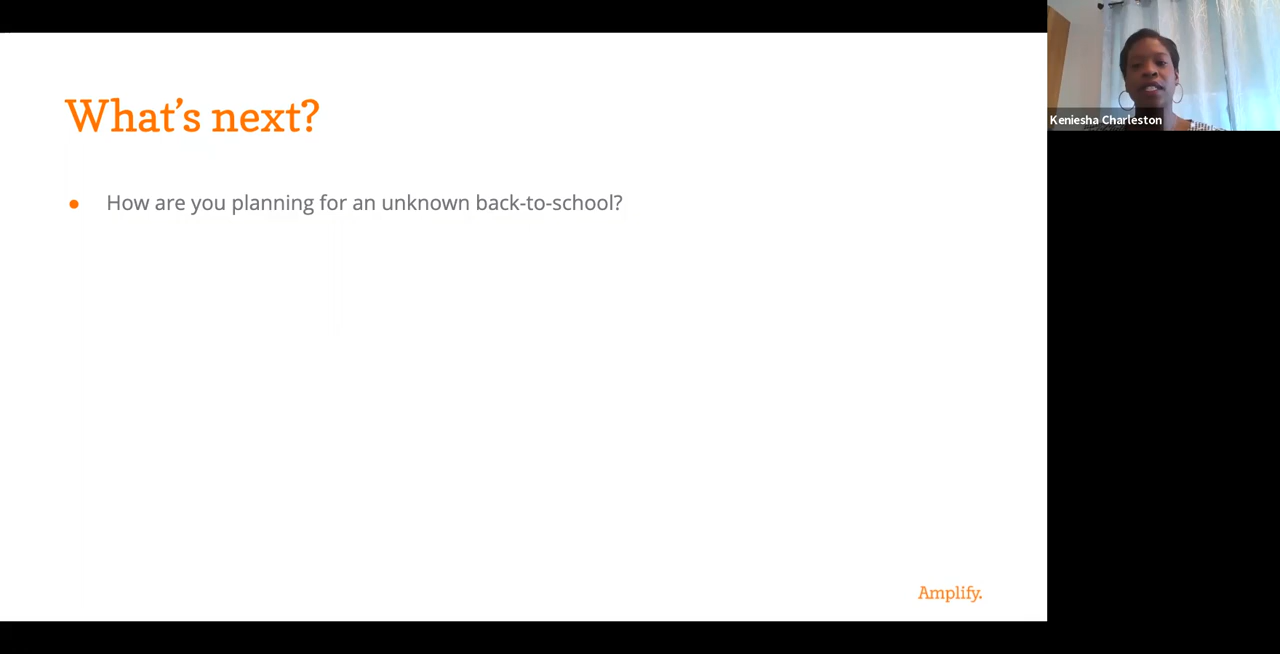 What's next?
● How are you planning for an unknown back-to-school?
Amplify.
Keniesha Charleston